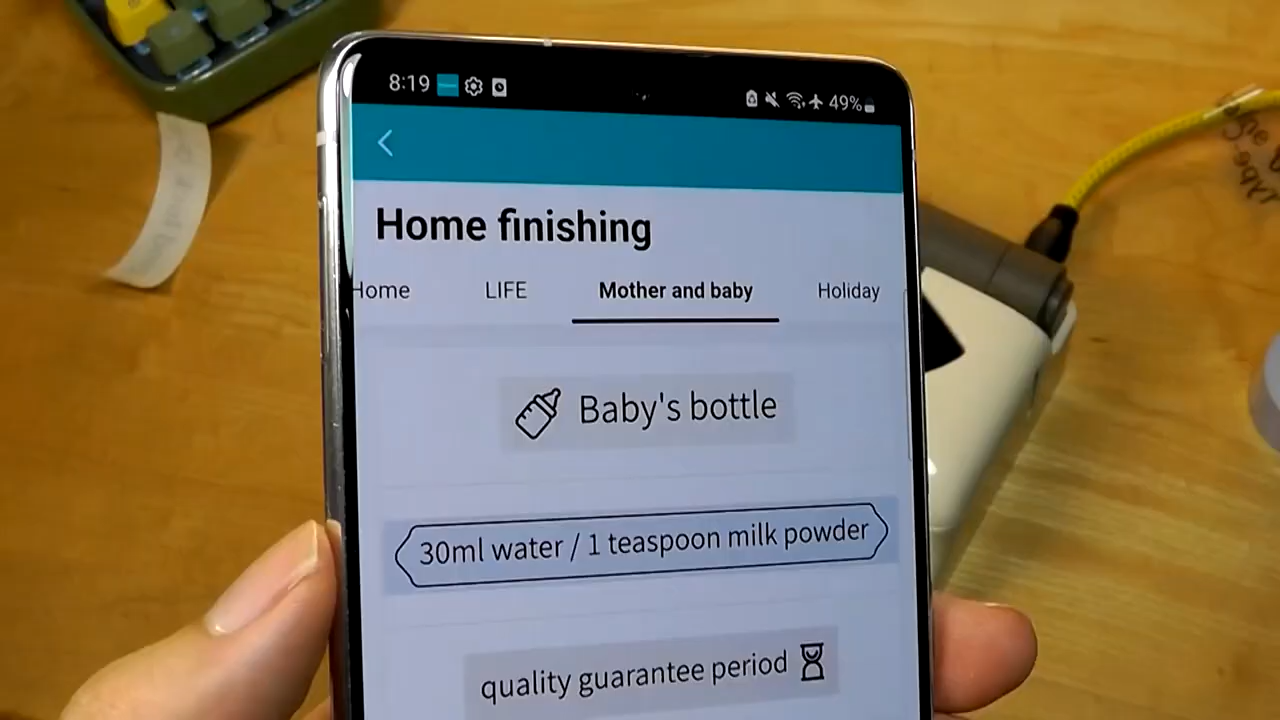 8:19
49%
Home finishing
Home LIFE Mother and baby Holiday
Baby's bottle
30ml water / 1 teaspoon milk powder
quality guarantee period